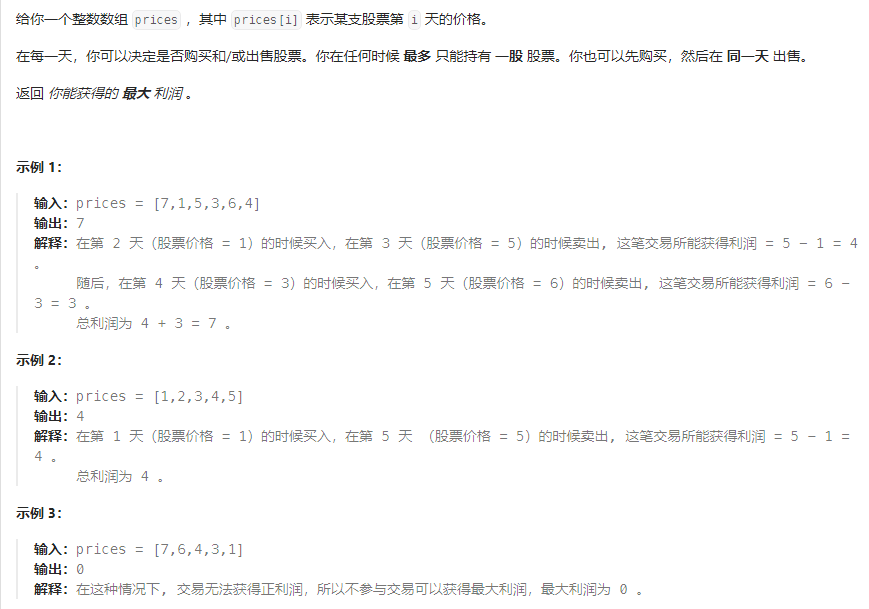 给你一个整数数组 prices ，其中 prices[i] 表示某支股票第 i 天的价格。
在每一天，你可以决定是否购买和/或出售股票。你在任何时候 最多 只能持有 一股 股票。你也可以先购买，然后在 同一天 出售。
返回 你能获得的 最大 利润 。
示例 1：
输入：prices = [7,1,5,3,6,4]
输出：7
解释：在第 2 天（股票价格 = 1）的时候买入，在第 3 天（股票价格 = 5）的时候卖出, 这笔交易所能获得利润 = 5 - 1 = 4
。
随后，在第 4 天（股票价格 = 3）的时候买入，在第 5 天（股票价格 = 6）的时候卖出, 这笔交易所能获得利润 = 6 -
3 = 3 。
总利润为 4 + 3 = 7 。
示例 2：
输入：prices = [1,2,3,4,5]
输出：4
解释：在第 1 天（股票价格 = 1）的时候买入，在第 5 天 （股票价格 = 5）的时候卖出, 这笔交易所能获得利润 = 5 - 1 =
4 。
总利润为 4 。
示例 3：
输入：prices = [7,6,4,3,1]
输出：0
解释：在这种情况下, 交易无法获得正利润，所以不参与交易可以获得最大利润，最大利润为 0 。